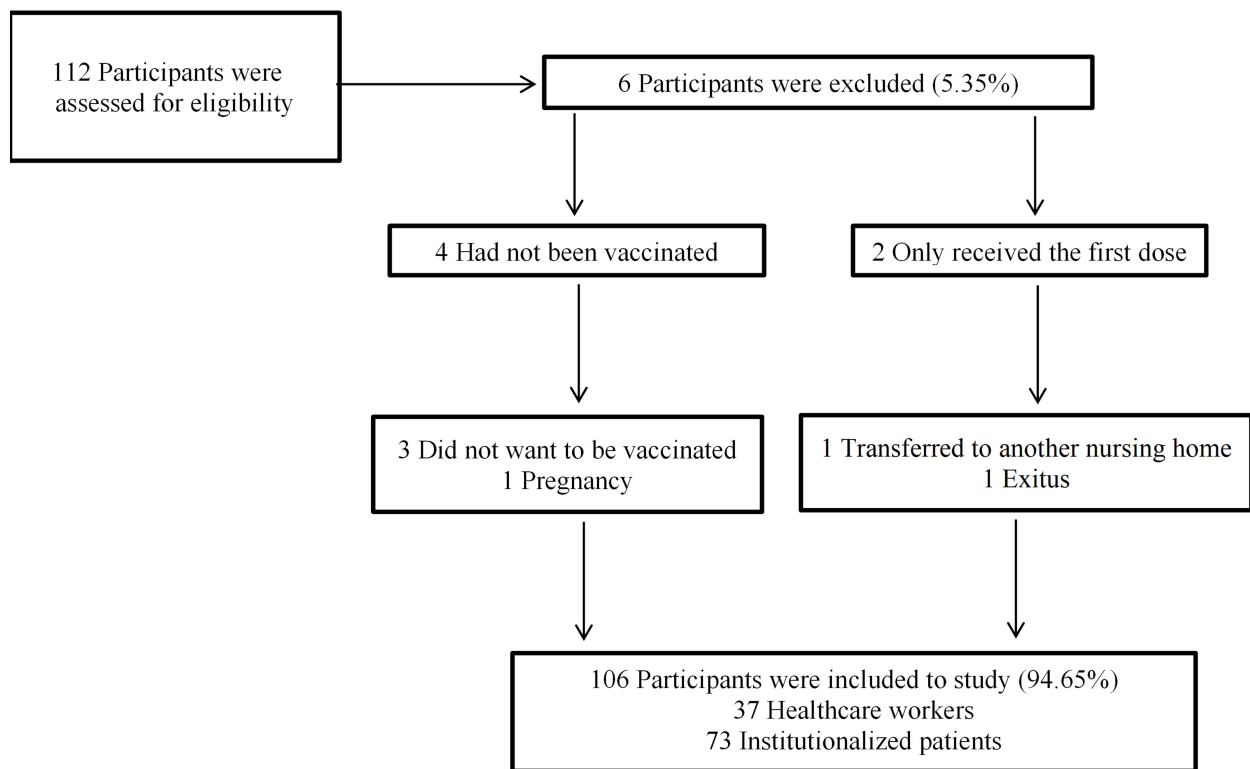 112 Participants were
assessed for eligibility
6 Participants were excluded (5.35%)
4 Had not been vaccinated
2 Only received the first dose
3 Did not want to be vaccinated
1 Pregnancy
1 Transferred to another nursing home
1 Exitus
106 Participants were included to study (94.65%)
37 Healthcare workers
73 Institutionalized patients